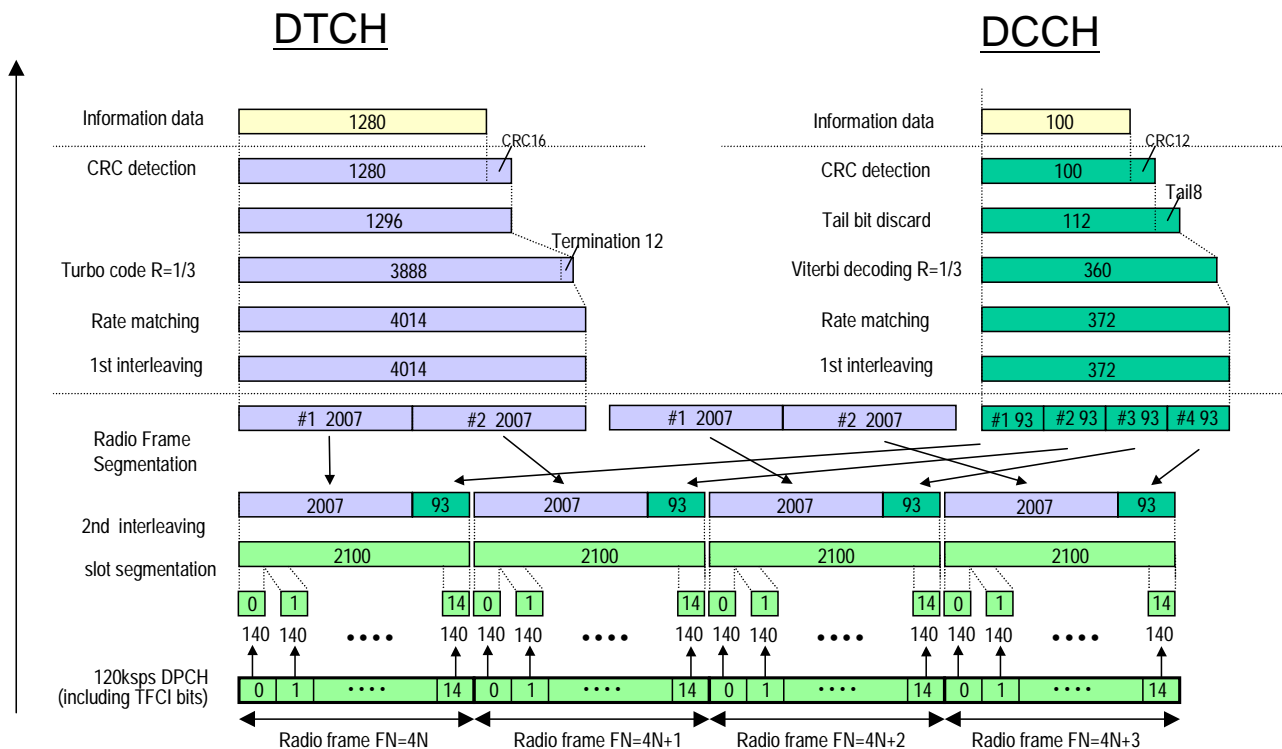 DTCH DCCH
Information data 1280 Information data 100
CRC16 CRC12
CRC detection 1280 CRC detection 100
Tail8
1296 Tail bit discard 112
Termination 12
Turbo code R=1/3 3888 Viterbi decoding R=1/3 360
Rate matching 4014 Rate matching 372
1st interleaving 4014 1st interleaving 372
#1 2007 #2 2007 #1 2007 #2 2007 #1 93 #2 93 #3 93 #4 93
Radio Frame
Segmentation
2007 93 2007 93 2007 93 2007 93
2nd interleaving
2100 2100 2100 2100
slot segmentation
0 1 14 0 1 14 0 1 14 0 1 14
140 140 •••• 140 140 140 •••• 140 140 140 •••• 140 140 140 •••• 140
120ksps DPCH
(including TFCI bits)
0 1 •••• 14 0 1 •••• 14 0 1 •••• 14 0 1 •••• 14
Radio frame FN=4N Radio frame FN=4N+1 Radio frame FN=4N+2 Radio frame FN=4N+3